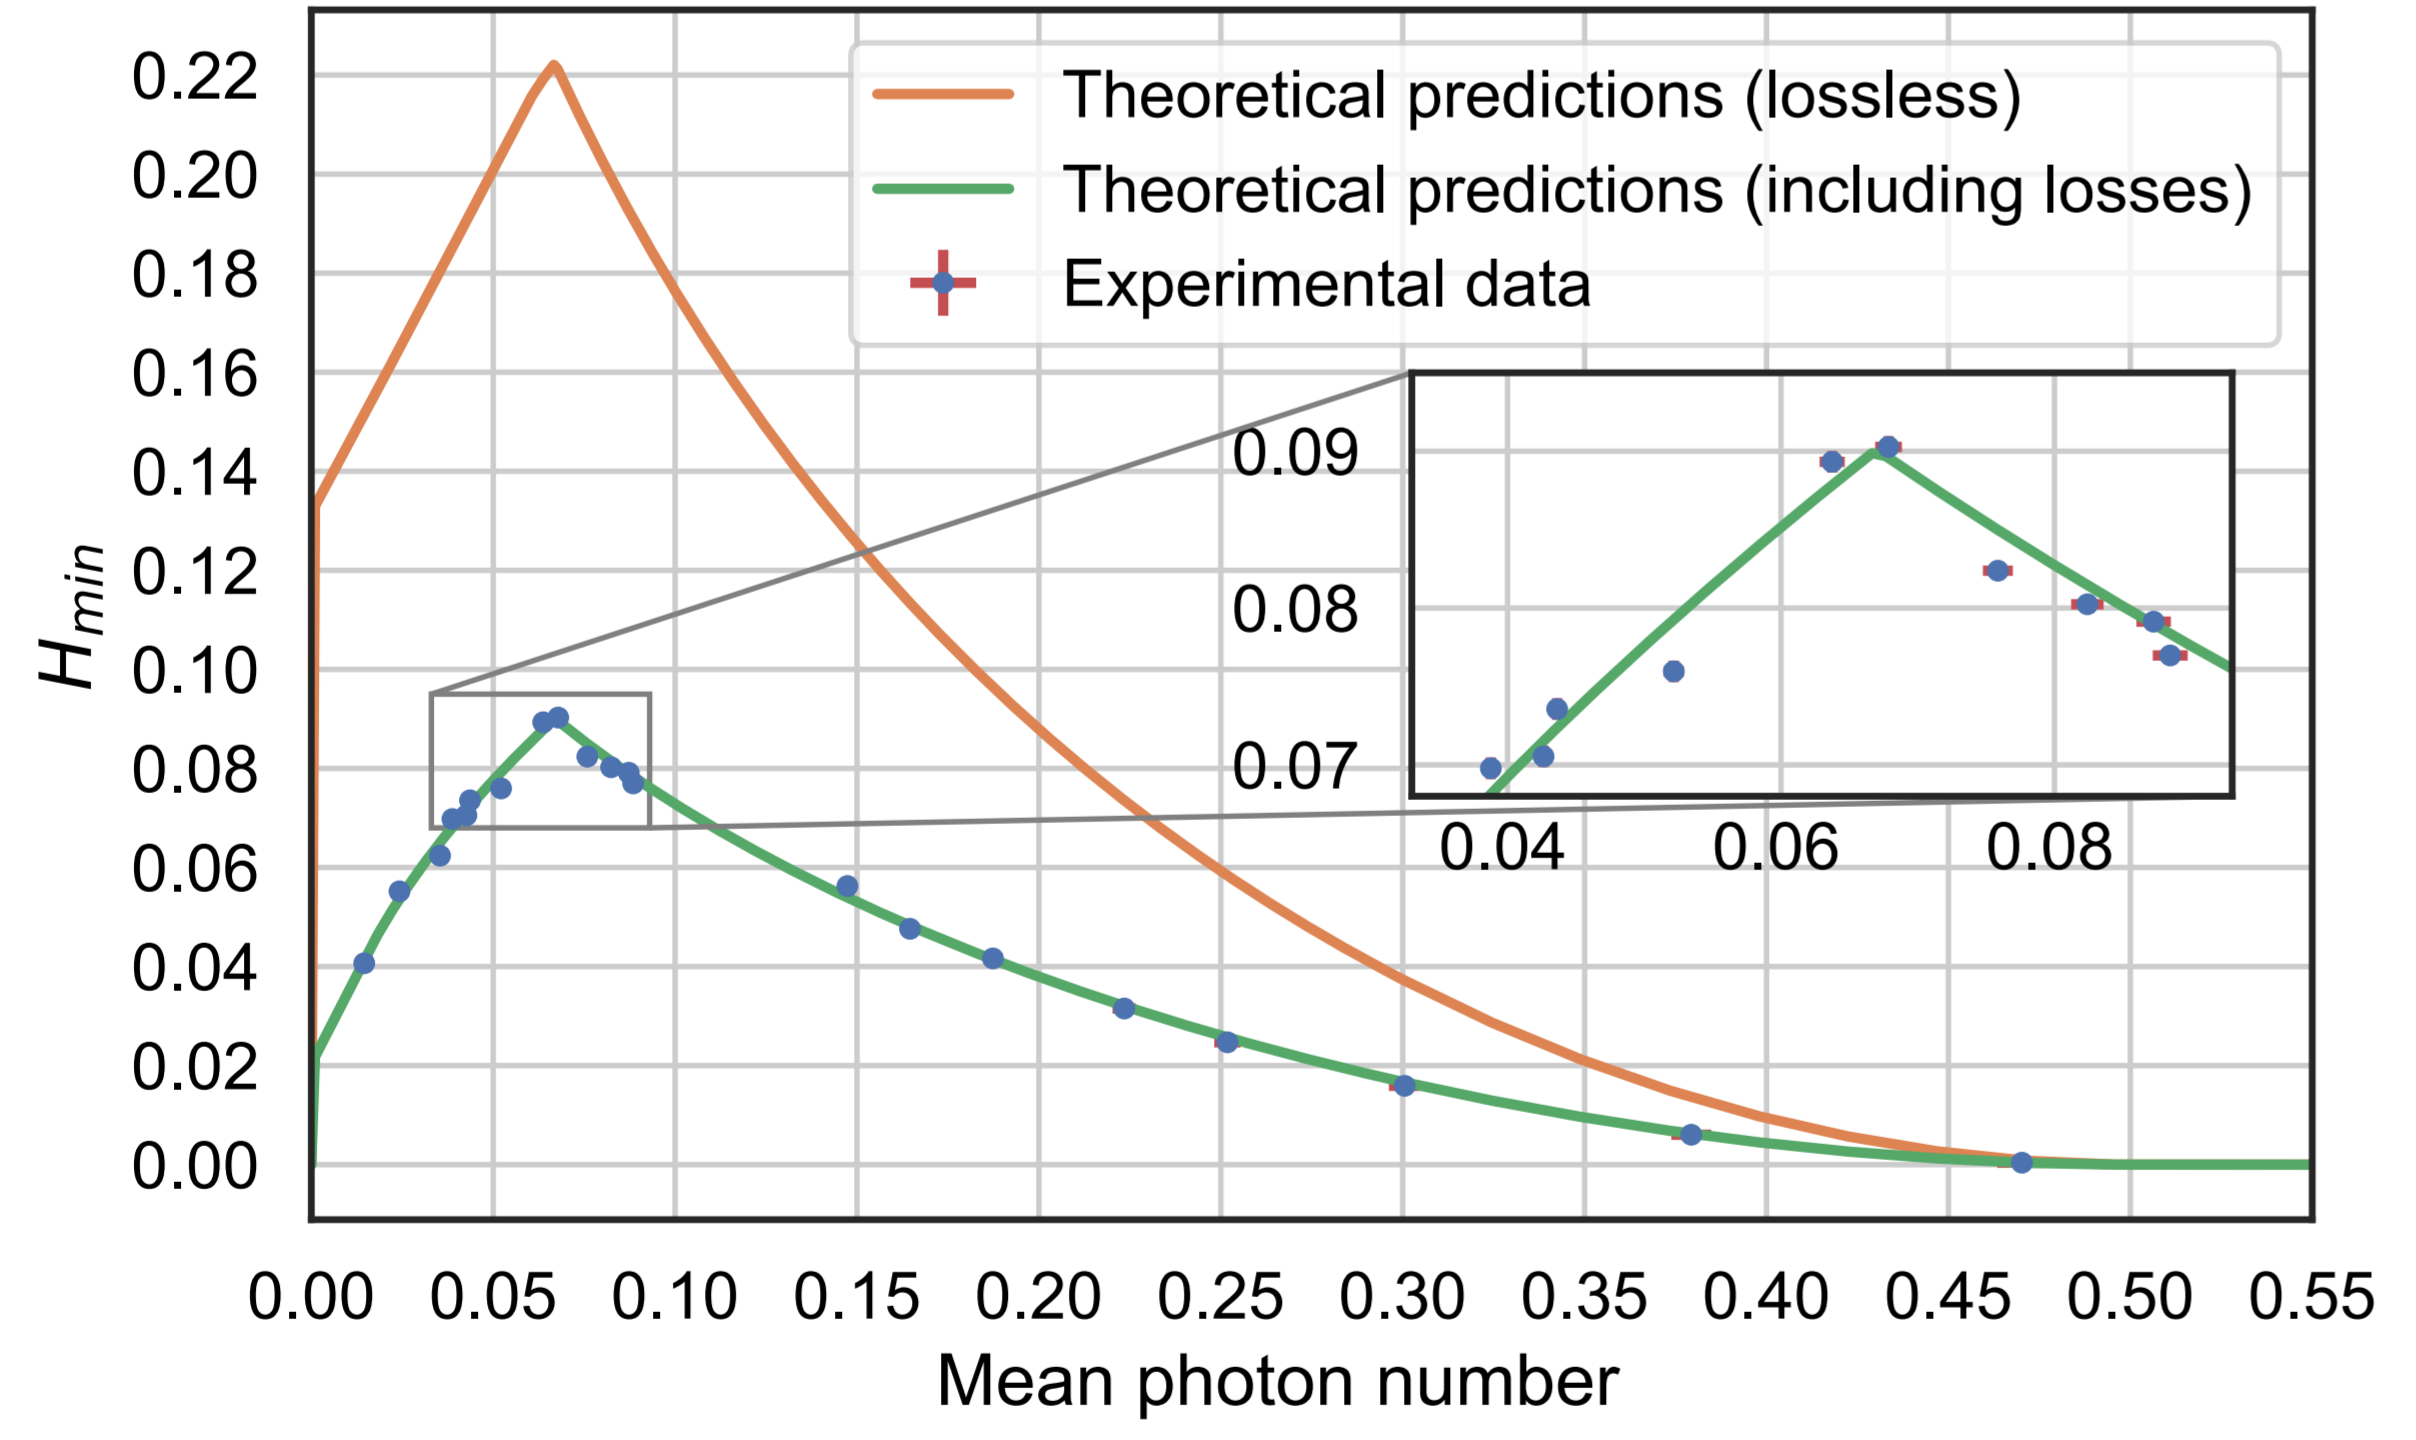 0.22
0.20
0.18
0.16
0.14
0.12
0.10
0.08
0.06
0.04
0.02
0.00
H_min
Theoretical predictions (lossless)
Theoretical predictions (including losses)
Experimental data
0.09
0.08
0.07
0.04 0.06 0.08
0.00 0.05 0.10 0.15 0.20 0.25 0.30 0.35 0.40 0.45 0.50 0.55
Mean photon number